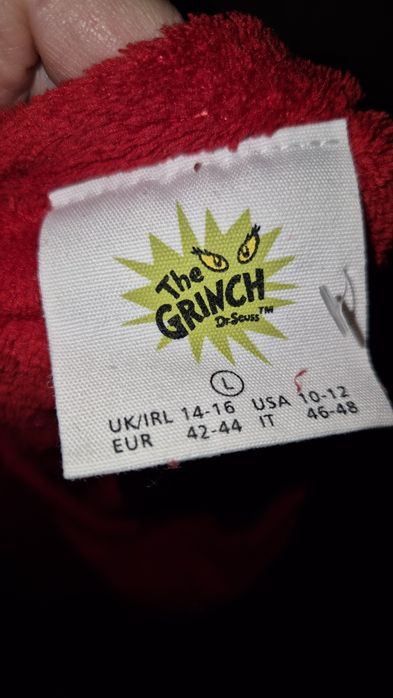 The
GRINCH
Dr. Seuss™
L
UK/IRL 14-16 USA 10-12
EUR 42-44 IT 46-48